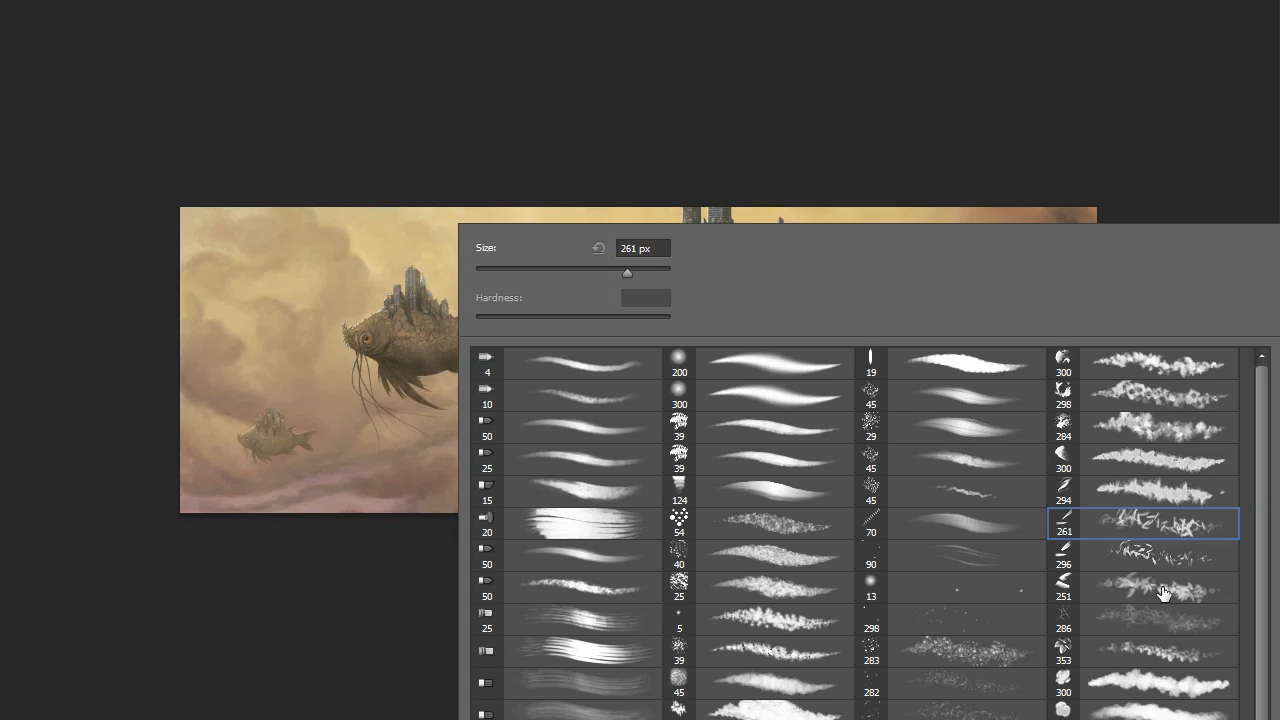 Size: 261 px
Hardness:
4 200 19 300
10 300 45 298
50 39 29 284
25 39 45 300
15 124 45 294
20 54 70 261
50 40 90 296
50 25 13 251
25 5 298 286
39 283 353
45 282 300